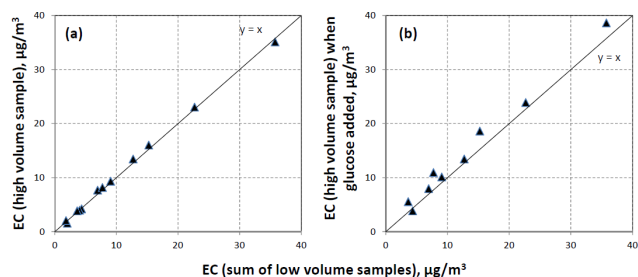 (a)
y = x
EC (high volume sample), µg/m³
40
30
20
10
0
0 10 20 30 40
(b)
y = x
EC (high volume sample) when
glucose added, µg/m³
40
30
20
10
0
0 10 20 30 40
EC (sum of low volume samples), µg/m³